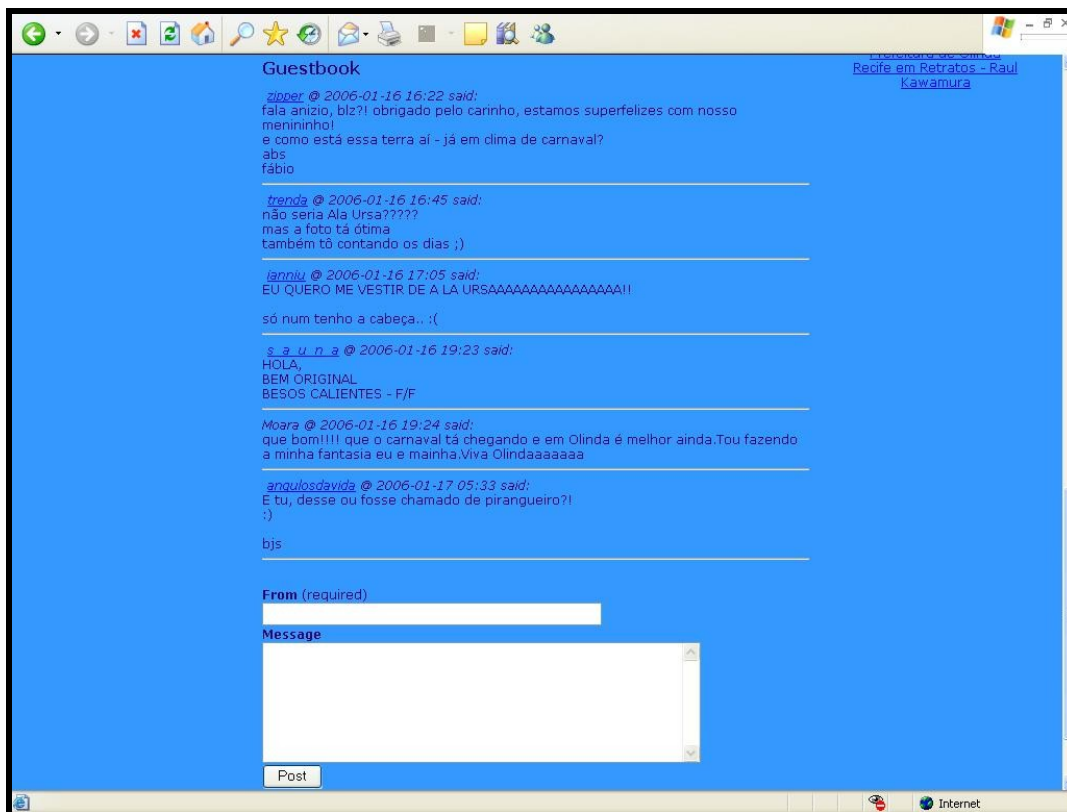 Prefeitura de Olinda
Recife em Retratos - Raul
Kawamura
Guestbook
zipper @ 2006-01-16 16:22 said:
fala anizio, blz?! obrigado pelo carinho, estamos superfelizes com nosso
menininho!
e como está essa terra aí - já em clima de carnaval?
abs
fábio
trenda @ 2006-01-16 16:45 said:
não seria Ala Ursa?????
mas a foto tá ótima
também tô contando os dias ;)
ianniu @ 2006-01-16 17:05 said:
EU QUERO ME VESTIR DE A LA URSAAAAAAAAAAAAAAAA!!
só num tenho a cabeça.. :(
s_a_u_n_a @ 2006-01-16 19:23 said:
HOLA,
BEM ORIGINAL
BESOS CALIENTES - F/F
Moara @ 2006-01-16 19:24 said:
que bom!!!! que o carnaval tá chegando e em Olinda é melhor ainda.Tou fazendo
a minha fantasia eu e mainha.Viva Olindaaaaaaa
angulosdavida @ 2006-01-17 05:33 said:
E tu, desse ou fosse chamado de pirangueiro?!
:)
bjs
From (required)
Message
Post
Internet